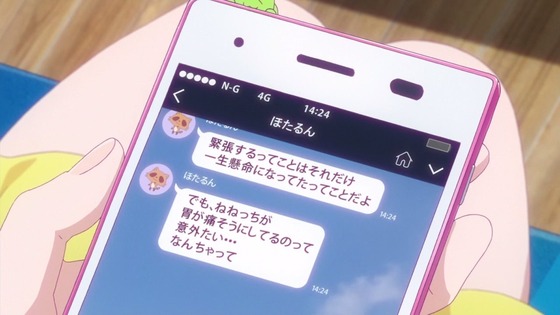 N-G 4G 14:24
ほたるん
緊張するってことはそれだけ
一生懸命になってたってことだよ
14:24
ほたるん
でも、ねねっちが
胃が痛そうにしてるのって
意外たい･･･
なんちゃって
14:24